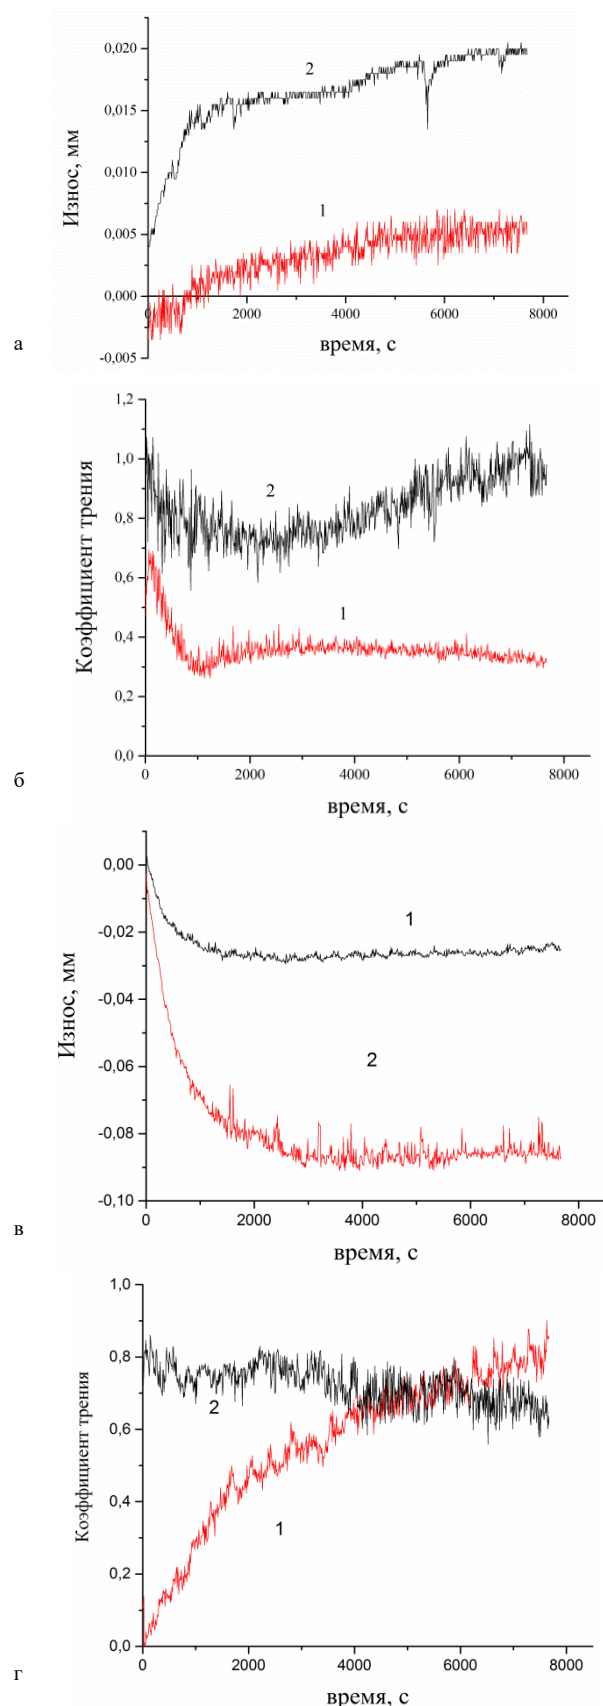 0,020
0,015
0,010
0,005
0,000
-0,005
Износ, мм
2
1
0 2000 4000 6000 8000
время, с
а
1,2
1,0
0,8
0,6
0,4
0,2
0,0
Коэффициент трения
2
1
0 2000 4000 6000 8000
время, с
б
0,00
-0,02
-0,04
-0,06
-0,08
-0,10
Износ, мм
1
2
0 2000 4000 6000 8000
время, с
в
1,0
0,8
0,6
0,4
0,2
0,0
Коэффициент трения
2
1
0 2000 4000 6000 8000
время, с
г